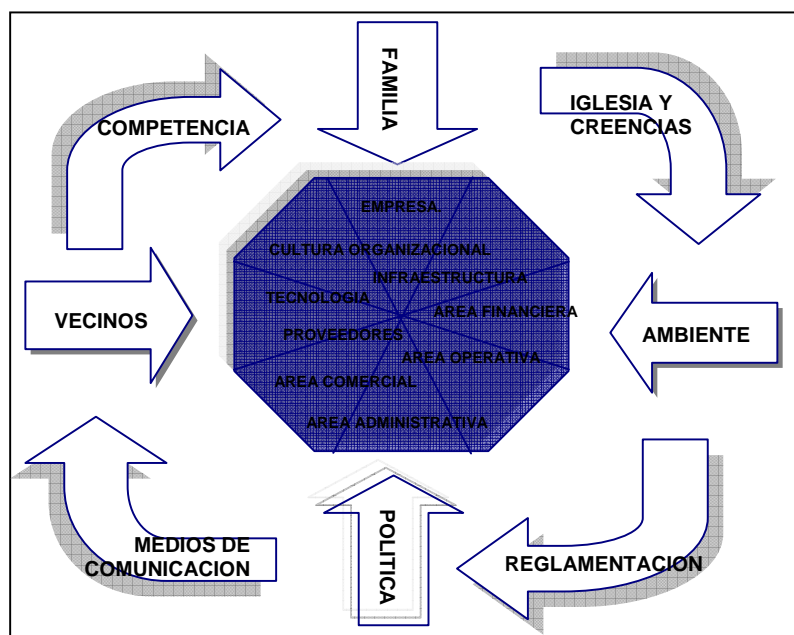 FAMILIA
COMPETENCIA
IGLESIA Y
CREENCIAS
EMPRESA
CULTURA ORGANIZACIONAL
INFRAESTRUCTURA
TECNOLOGIA
AREA FINANCIERA
VECINOS
AMBIENTE
PROVEEDORES
AREA OPERATIVA
AREA COMERCIAL
AREA ADMINISTRATIVA
POLITICA
MEDIOS DE
COMUNICACION
REGLAMENTACION